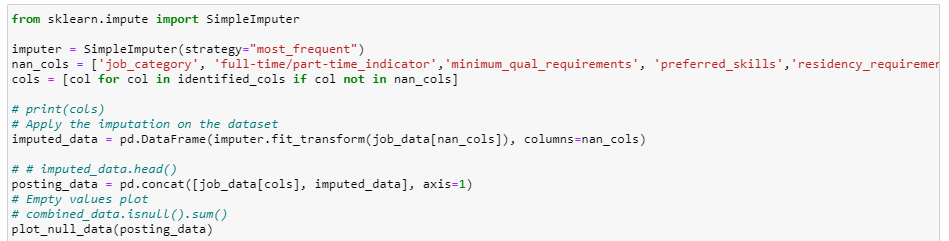 from sklearn.impute import SimpleImputer
imputer = SimpleImputer(strategy="most_frequent")
nan_cols = ['job_category', 'full-time/part-time_indicator','minimum_qual_requirements', 'preferred_skills','residency_requiremen
cols = [col for col in identified_cols if col not in nan_cols]
# print(cols)
# Apply the imputation on the dataset
imputed_data = pd.DataFrame(imputer.fit_transform(job_data[nan_cols]), columns=nan_cols)
# # imputed_data.head()
posting_data = pd.concat([job_data[cols], imputed_data], axis=1)
# Empty values plot
# combined_data.isnull().sum()
plot_null_data(posting_data)